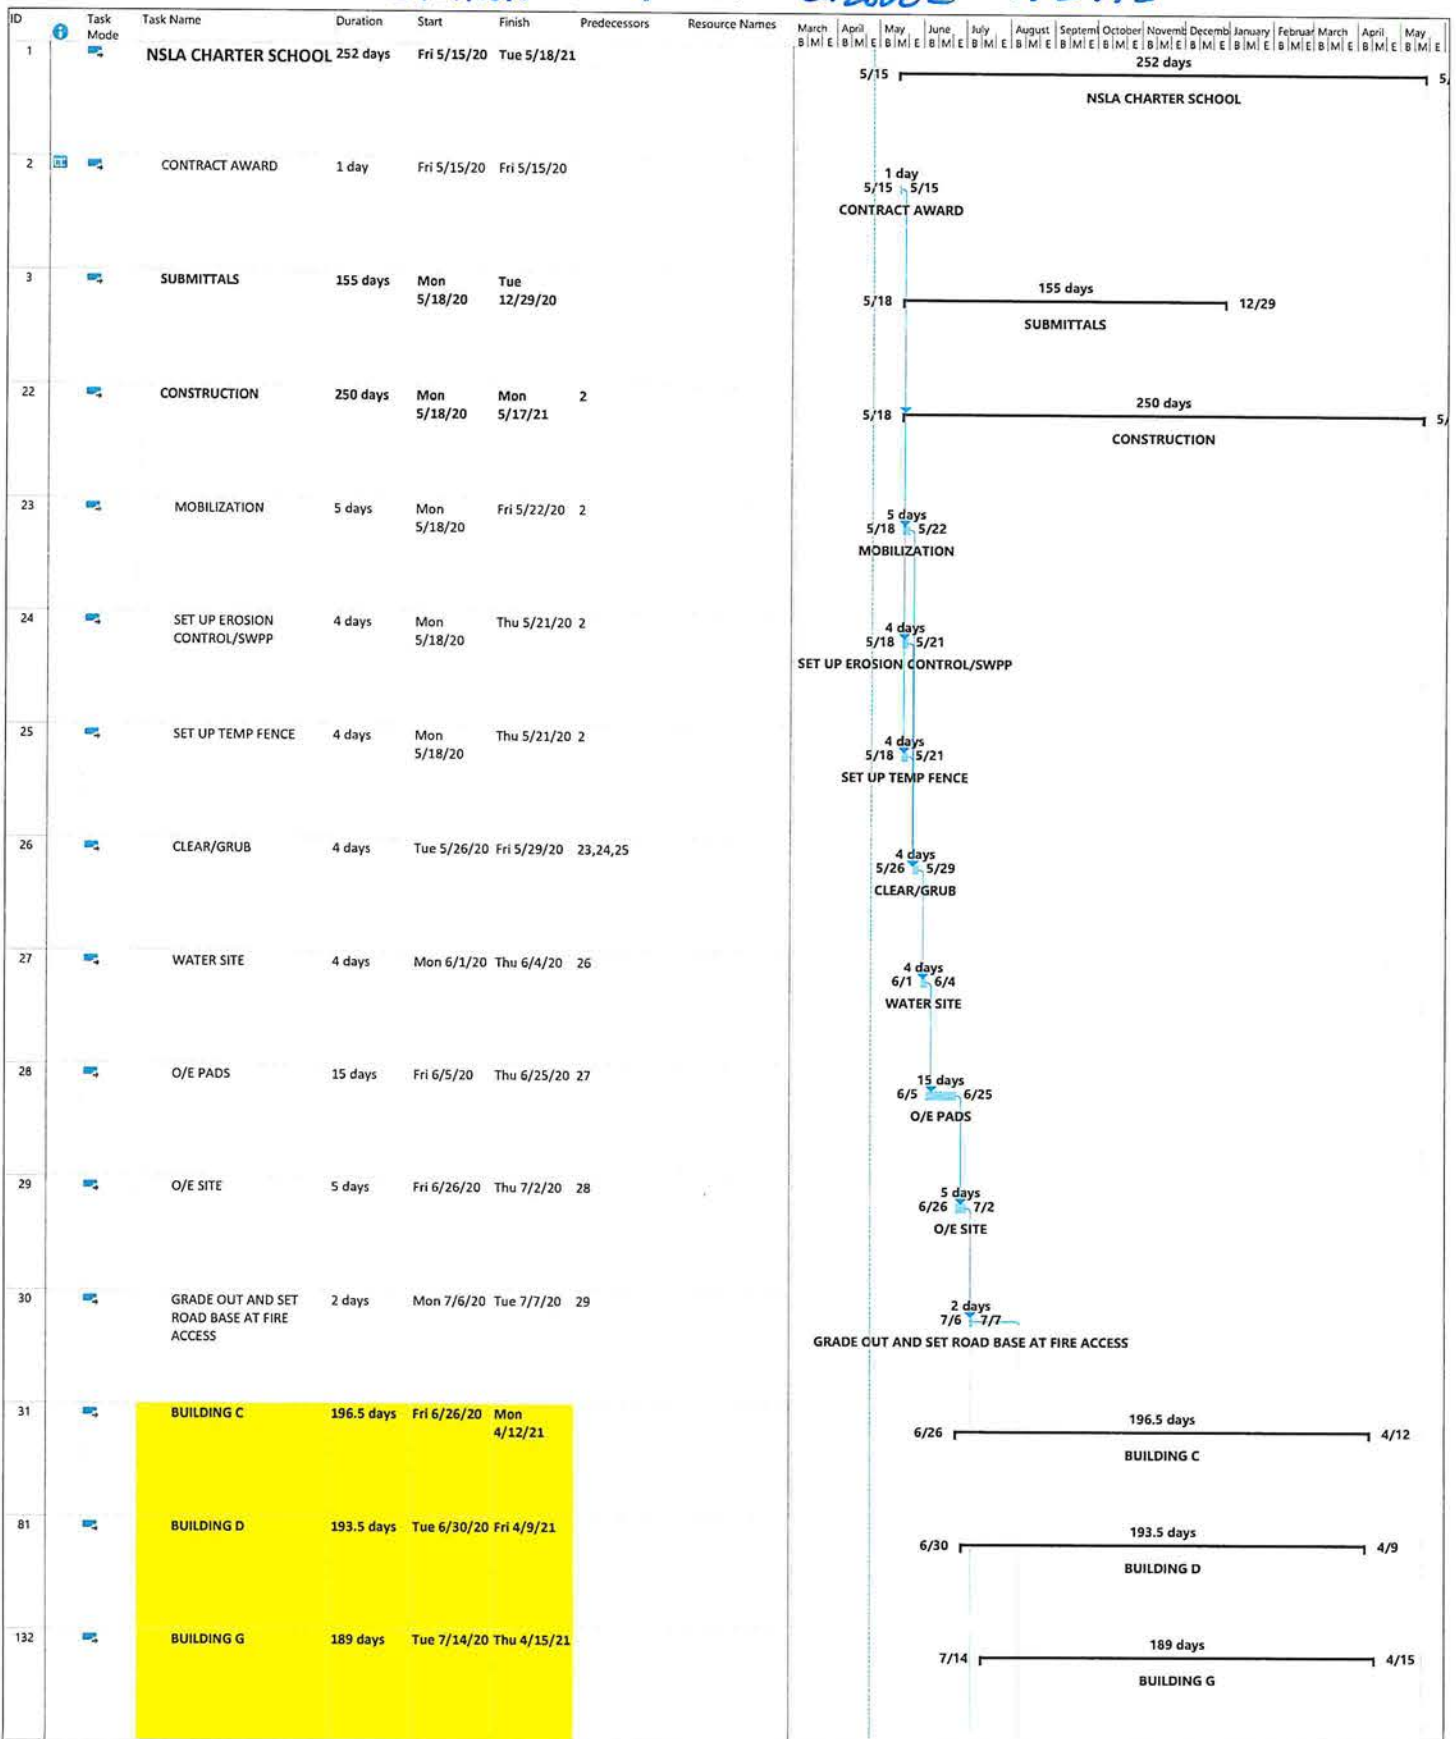 ID Task Mode Task Name Duration Start Finish Predecessors Resource Names
March April May June July August Septeml October Novemb Decemb January Februar March April May
B M E B M E B M E B M E B M E B M E B M E B M E B M E B M E B M E B M E B M E B M E B M E
1 NSLA CHARTER SCHOOL 252 days Fri 5/15/20 Tue 5/18/21
252 days
5/15 5/
NSLA CHARTER SCHOOL
2 CONTRACT AWARD 1 day Fri 5/15/20 Fri 5/15/20
1 day
5/15 5/15
CONTRACT AWARD
3 SUBMITTALS 155 days Mon 5/18/20 Tue 12/29/20
155 days
5/18 12/29
SUBMITTALS
22 CONSTRUCTION 250 days Mon 5/18/20 Mon 5/17/21 2
250 days
5/18 5/
CONSTRUCTION
23 MOBILIZATION 5 days Mon 5/18/20 Fri 5/22/20 2
5 days
5/18 5/22
MOBILIZATION
24 SET UP EROSION CONTROL/SWPP 4 days Mon 5/18/20 Thu 5/21/20 2
4 days
5/18 5/21
SET UP EROSION CONTROL/SWPP
25 SET UP TEMP FENCE 4 days Mon 5/18/20 Thu 5/21/20 2
4 days
5/18 5/21
SET UP TEMP FENCE
26 CLEAR/GRUB 4 days Tue 5/26/20 Fri 5/29/20 23,24,25
4 days
5/26 5/29
CLEAR/GRUB
27 WATER SITE 4 days Mon 6/1/20 Thu 6/4/20 26
4 days
6/1 6/4
WATER SITE
28 O/E PADS 15 days Fri 6/5/20 Thu 6/25/20 27
15 days
6/5 6/25
O/E PADS
29 O/E SITE 5 days Fri 6/26/20 Thu 7/2/20 28
5 days
6/26 7/2
O/E SITE
30 GRADE OUT AND SET ROAD BASE AT FIRE ACCESS 2 days Mon 7/6/20 Tue 7/7/20 29
2 days
7/6 7/7
GRADE OUT AND SET ROAD BASE AT FIRE ACCESS
31 BUILDING C 196.5 days Fri 6/26/20 Mon 4/12/21
196.5 days
6/26 4/12
BUILDING C
81 BUILDING D 193.5 days Tue 6/30/20 Fri 4/9/21
193.5 days
6/30 4/9
BUILDING D
132 BUILDING G 189 days Tue 7/14/20 Thu 4/15/21
189 days
7/14 4/15
BUILDING G